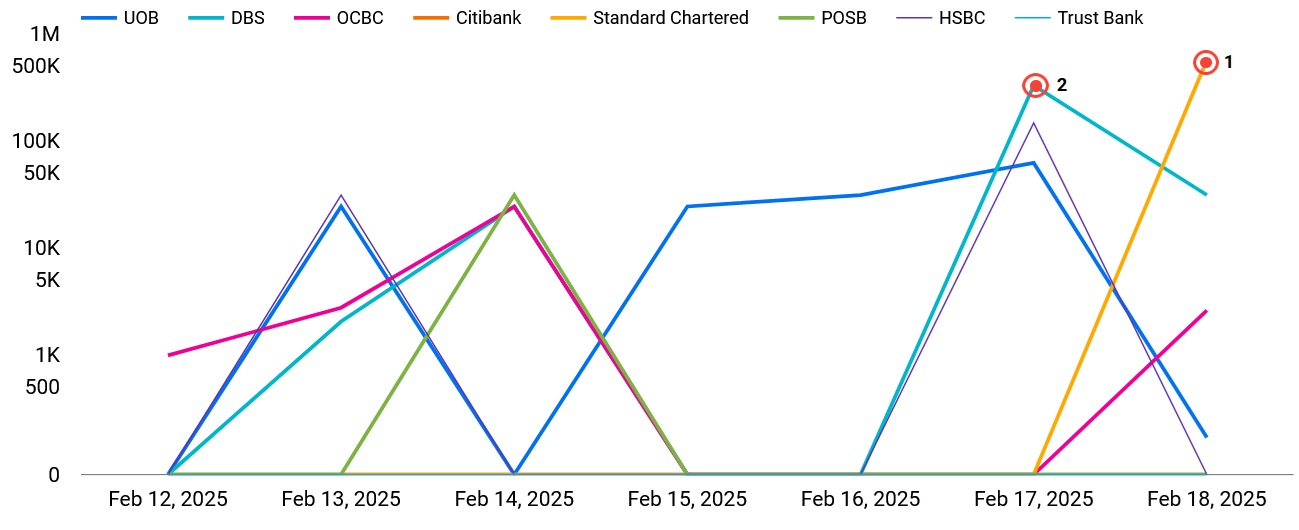 UOB DBS OCBC Citibank Standard Chartered POSB HSBC Trust Bank
1M
500K
100K
50K
10K
5K
1K
500
0
1
2
Feb 12, 2025 Feb 13, 2025 Feb 14, 2025 Feb 15, 2025 Feb 16, 2025 Feb 17, 2025 Feb 18, 2025